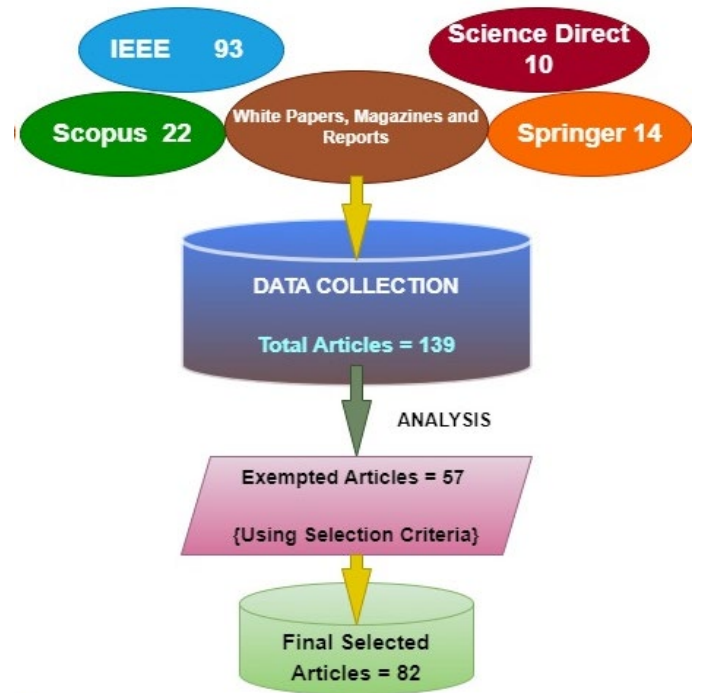 IEEE 93
Science Direct
10
Scopus 22
White Papers, Magazines and
Reports
Springer 14
DATA COLLECTION
Total Articles = 139
ANALYSIS
Exempted Articles = 57
{Using Selection Criteria}
Final Selected
Articles = 82